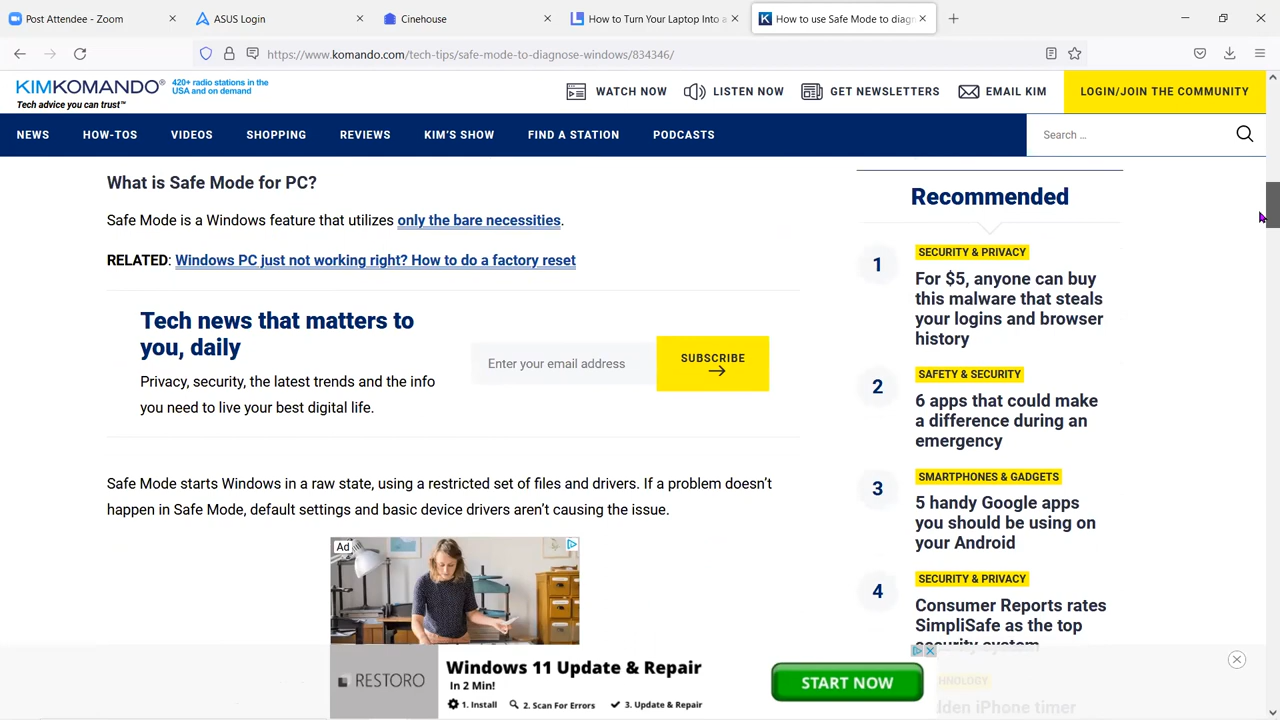 Post Attendee - Zoom
ASUS Login
Cinehouse
How to Turn Your Laptop Into a
How to use Safe Mode to diagn
https://www.komando.com/tech-tips/safe-mode-to-diagnose-windows/834346/
KIMKOMANDO®
420+ radio stations in the
USA and on demand
Tech advice you can trust™
WATCH NOW
LISTEN NOW
GET NEWSLETTERS
EMAIL KIM
LOGIN/JOIN THE COMMUNITY
NEWS
HOW-TOS
VIDEOS
SHOPPING
REVIEWS
KIM'S SHOW
FIND A STATION
PODCASTS
Search ...
What is Safe Mode for PC?
Safe Mode is a Windows feature that utilizes only the bare necessities.
RELATED: Windows PC just not working right? How to do a factory reset
Tech news that matters to
you, daily
Privacy, security, the latest trends and the info
you need to live your best digital life.
Enter your email address
SUBSCRIBE
Safe Mode starts Windows in a raw state, using a restricted set of files and drivers. If a problem doesn't
happen in Safe Mode, default settings and basic device drivers aren't causing the issue.
Ad
Recommended
1
SECURITY & PRIVACY
For $5, anyone can buy
this malware that steals
your logins and browser
history
2
SAFETY & SECURITY
6 apps that could make
a difference during an
emergency
3
SMARTPHONES & GADGETS
5 handy Google apps
you should be using on
your Android
4
SECURITY & PRIVACY
Consumer Reports rates
SimpliSafe as the top
security system
HNOLOGY
lden iPhone timer
RESTORO
Windows 11 Update & Repair
In 2 Min!
1. Install
2. Scan For Errors
3. Update & Repair
START NOW